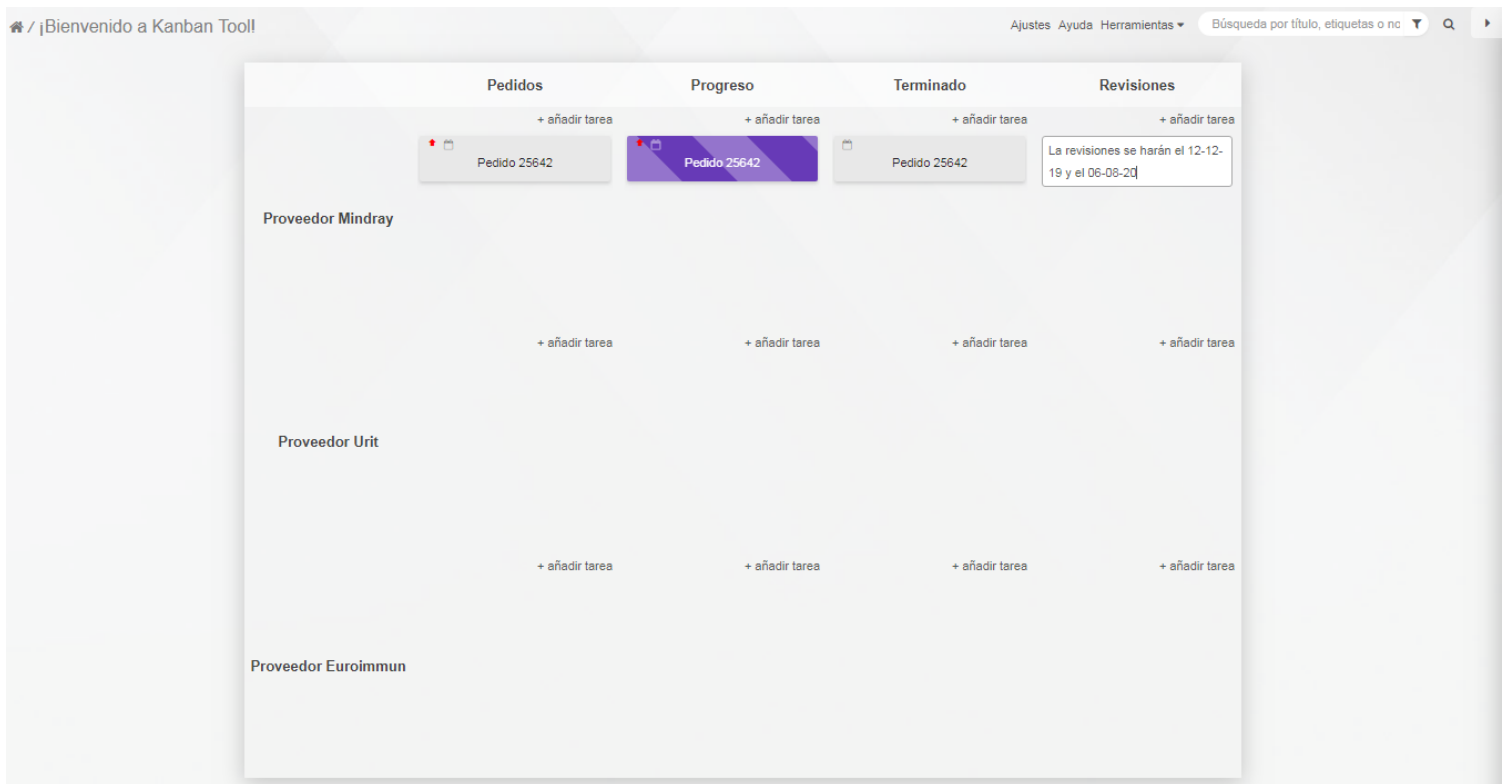 / ¡Bienvenido a Kanban Tool!
Ajustes Ayuda Herramientas
Búsqueda por título, etiquetas o no
Pedidos Progreso Terminado Revisiones
+ añadir tarea + añadir tarea + añadir tarea + añadir tarea
Pedido 25642 Pedido 25642 Pedido 25642
La revisiones se harán el 12-12-
19 y el 06-08-20
Proveedor Mindray
+ añadir tarea + añadir tarea + añadir tarea + añadir tarea
Proveedor Urit
+ añadir tarea + añadir tarea + añadir tarea + añadir tarea
Proveedor Euroimmun